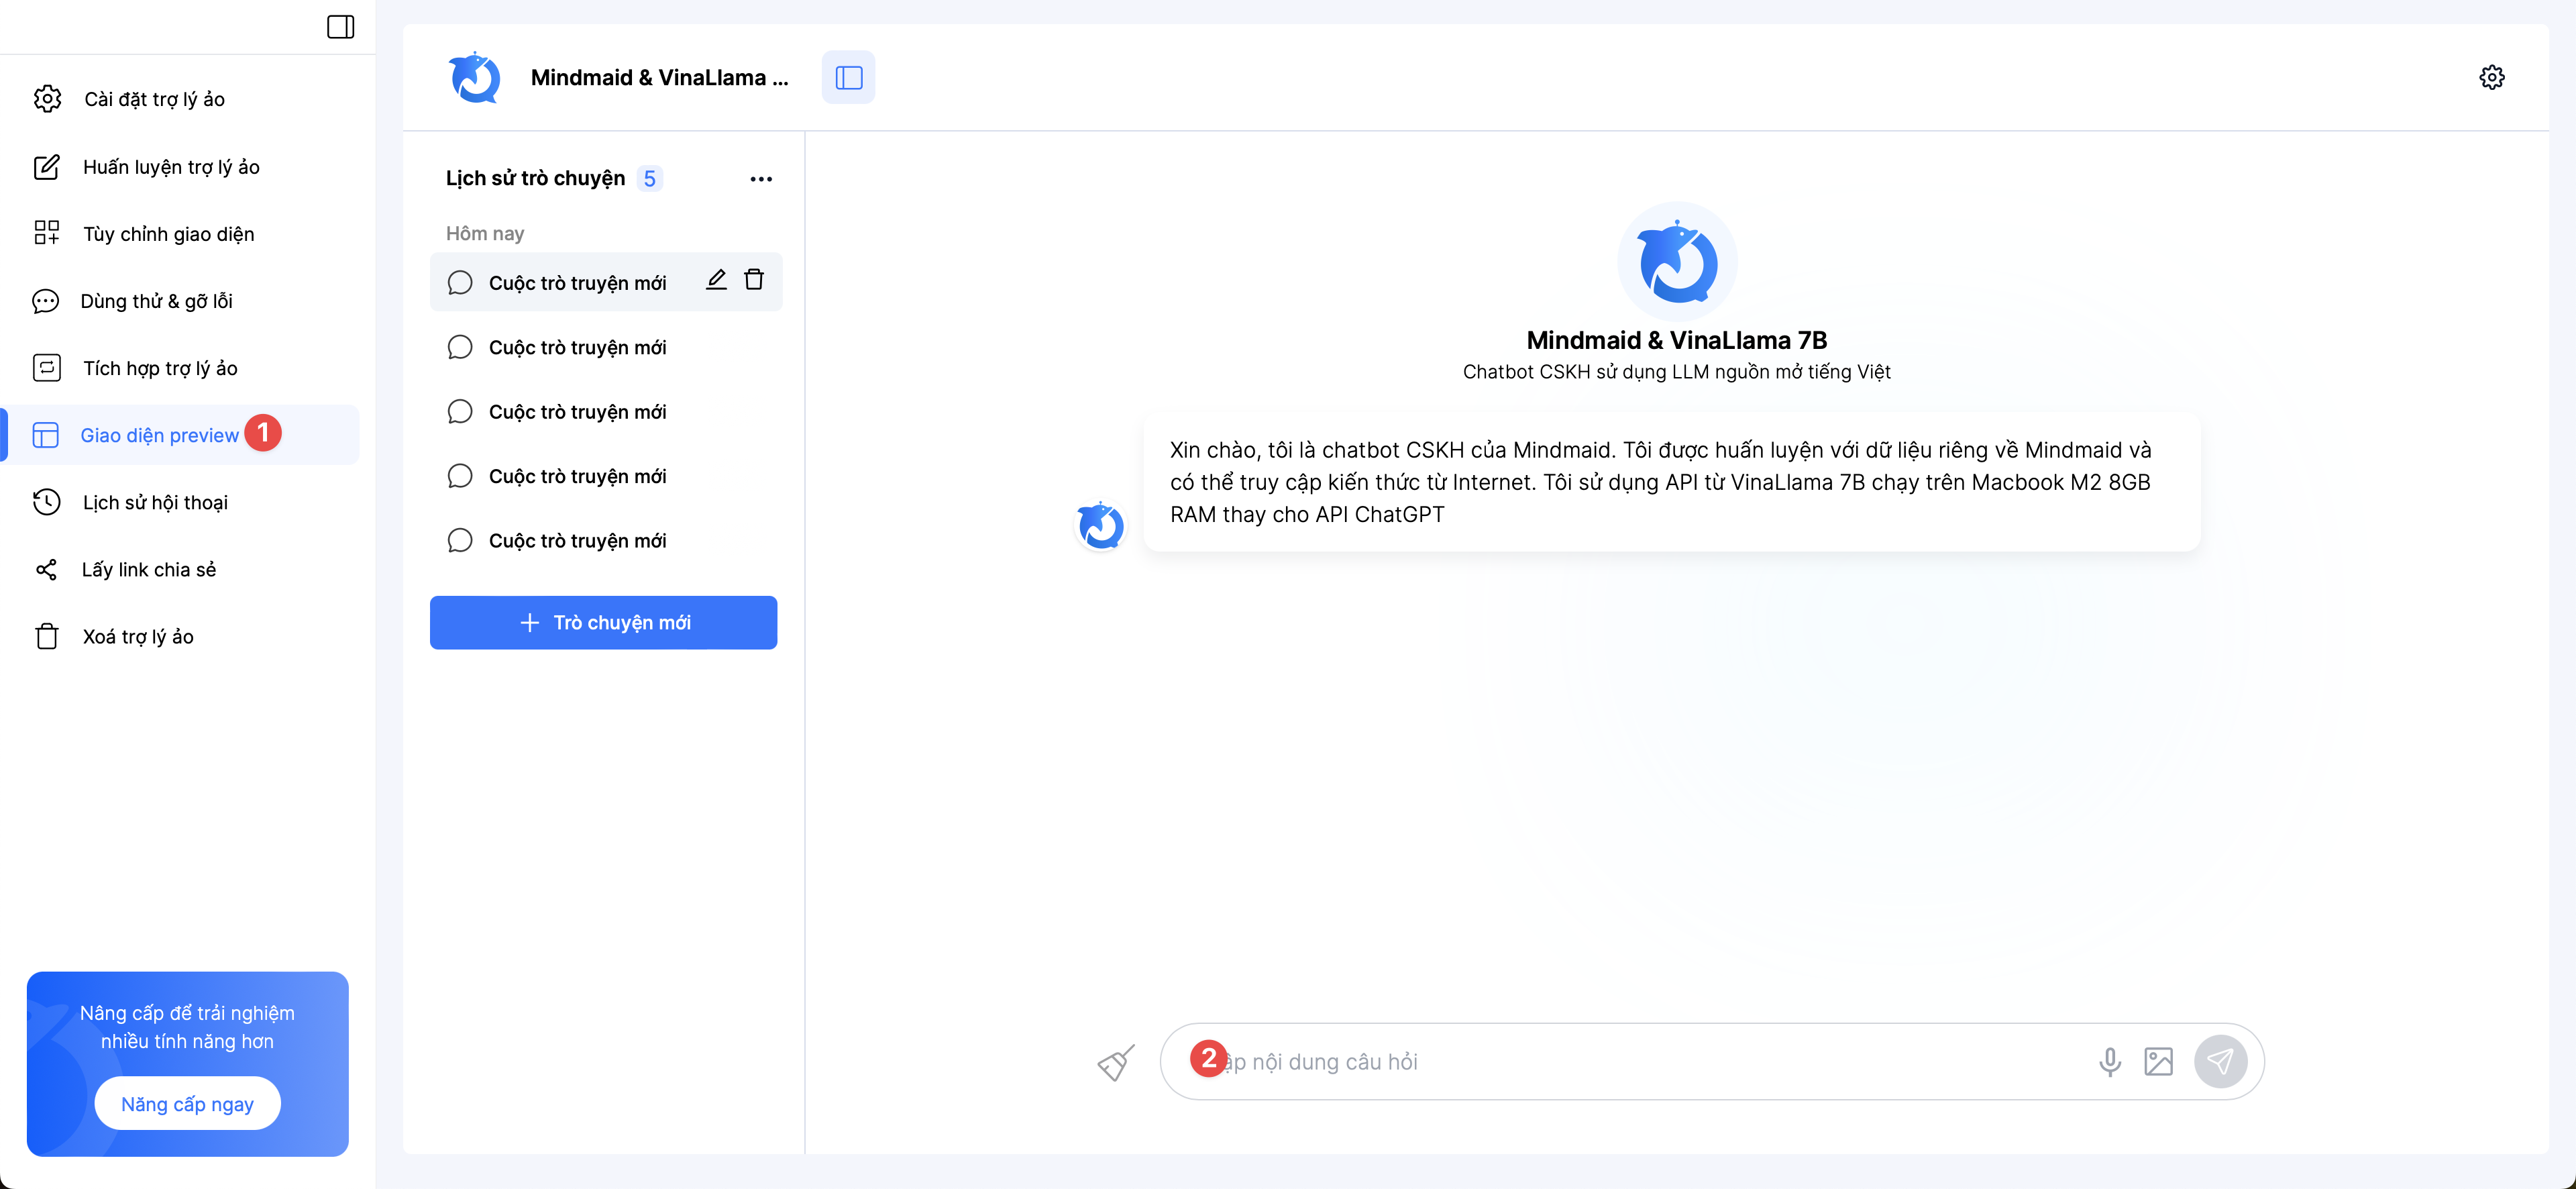 Cài đặt trợ lý ảo
Huấn luyện trợ lý ảo
Tùy chỉnh giao diện
Dùng thử & gỡ lỗi
Tích hợp trợ lý ảo
Giao diện preview 1
Lịch sử hội thoại
Lấy link chia sẻ
Xoá trợ lý ảo
Nâng cấp để trải nghiệm
nhiều tính năng hơn
Năng cấp ngay
Mindmaid & VinaLlama ...
Lịch sử trò chuyện 5
Hôm nay
Cuộc trò truyện mới
Cuộc trò truyện mới
Cuộc trò truyện mới
Cuộc trò truyện mới
Cuộc trò truyện mới
Trò chuyện mới
Mindmaid & VinaLlama 7B
Chatbot CSKH sử dụng LLM nguồn mở tiếng Việt
Xin chào, tôi là chatbot CSKH của Mindmaid. Tôi được huấn luyện với dữ liệu riêng về Mindmaid và
có thể truy cập kiến thức từ Internet. Tôi sử dụng API từ VinaLlama 7B chạy trên Macbook M2 8GB
RAM thay cho API ChatGPT
2 nội dung câu hỏi